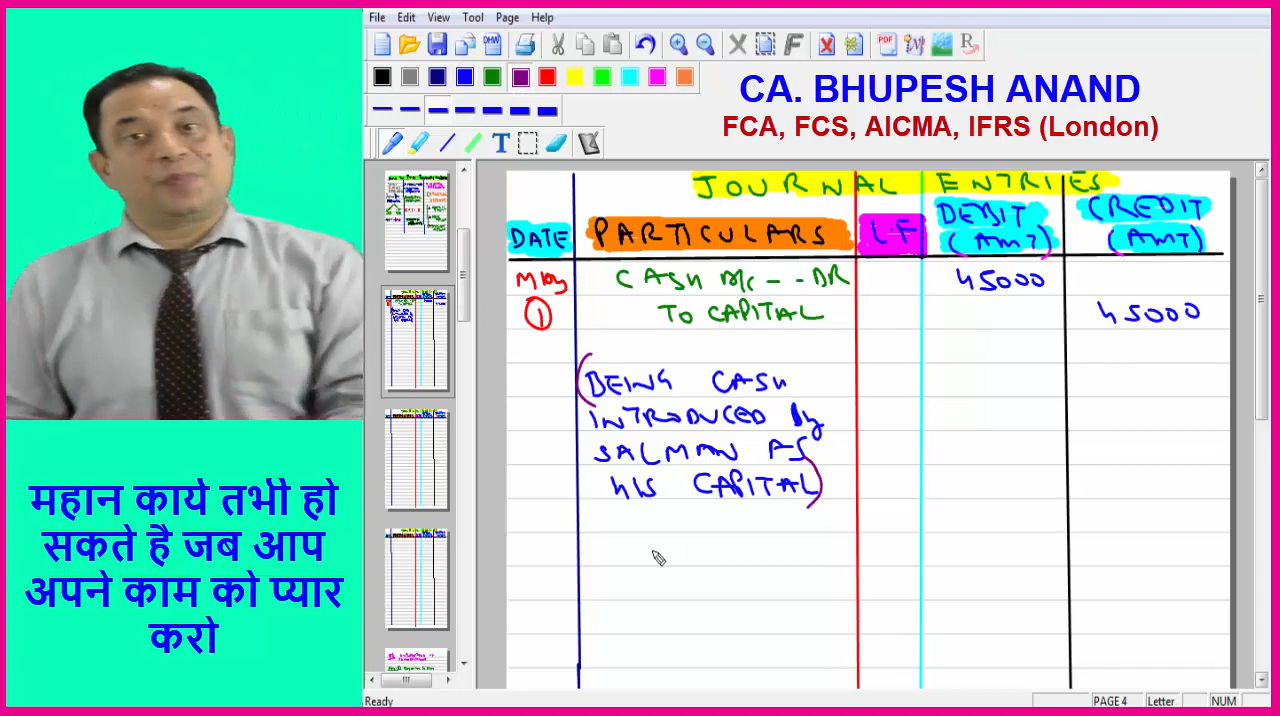 File Edit View Tool Page Help
CA. BHUPESH ANAND
FCA, FCS, AICMA, IFRS (London)
JOURNAL ENTRIES
DATE PARTICULARS LF DEBIT (AMT) CREDIT (AMT)
May CASH A/c - - DR 45000
1 TO CAPITAL 45000
(BEING CASH
INTRODUCED By
SALMAN AS
HIS CAPITAL)
महान कार्य तभी हो
सकते है जब आप
अपने काम को प्यार
करो
Ready PAGE 4 Letter NUM